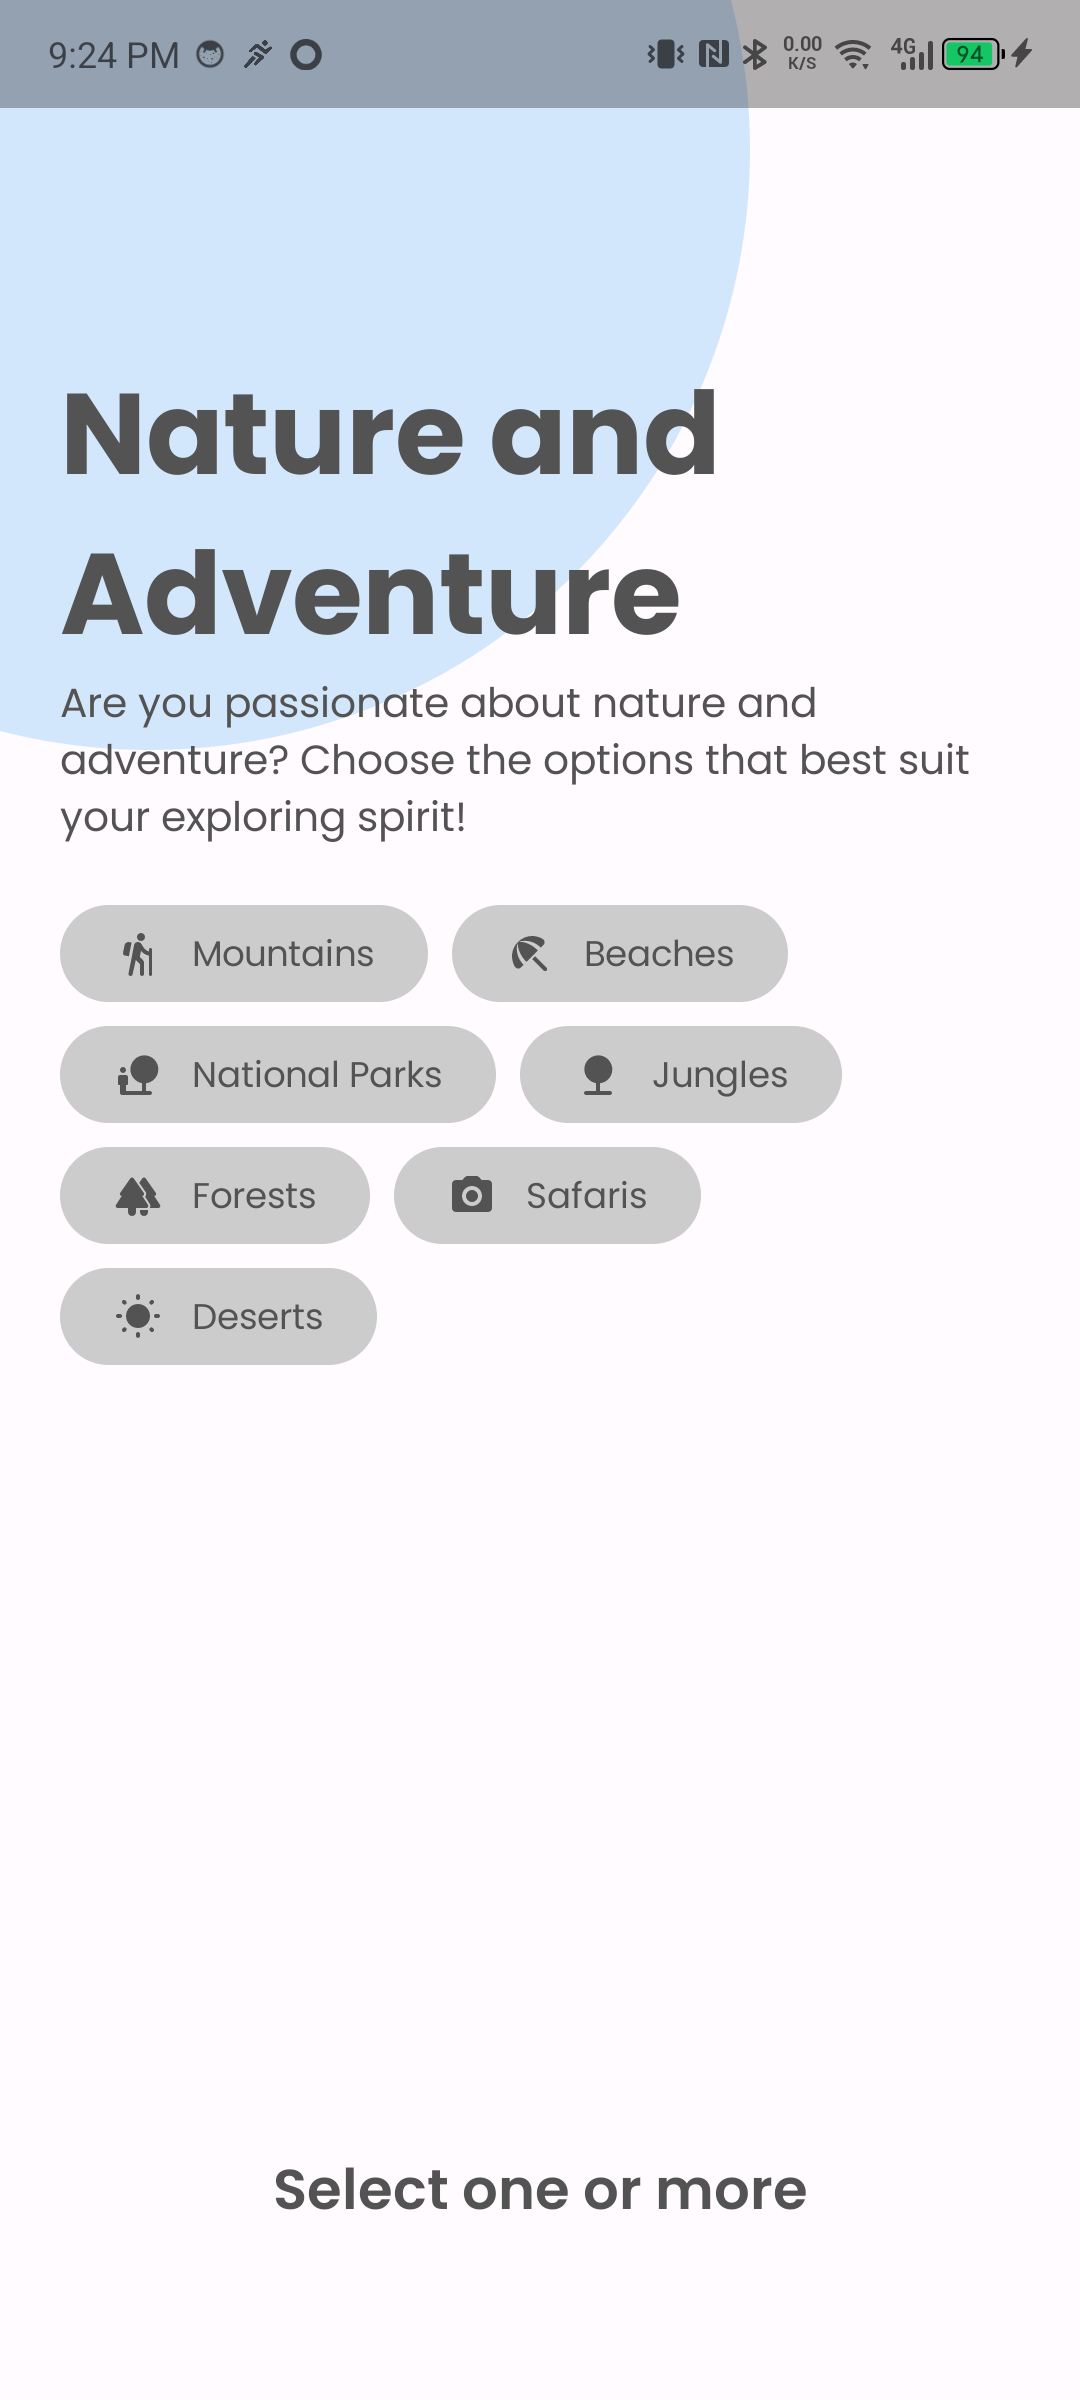 9:24 PM 0.00 K/S 4G 94
Nature and
Adventure
Are you passionate about nature and
adventure? Choose the options that best suit
your exploring spirit!
Mountains Beaches
National Parks Jungles
Forests Safaris
Deserts
Select one or more